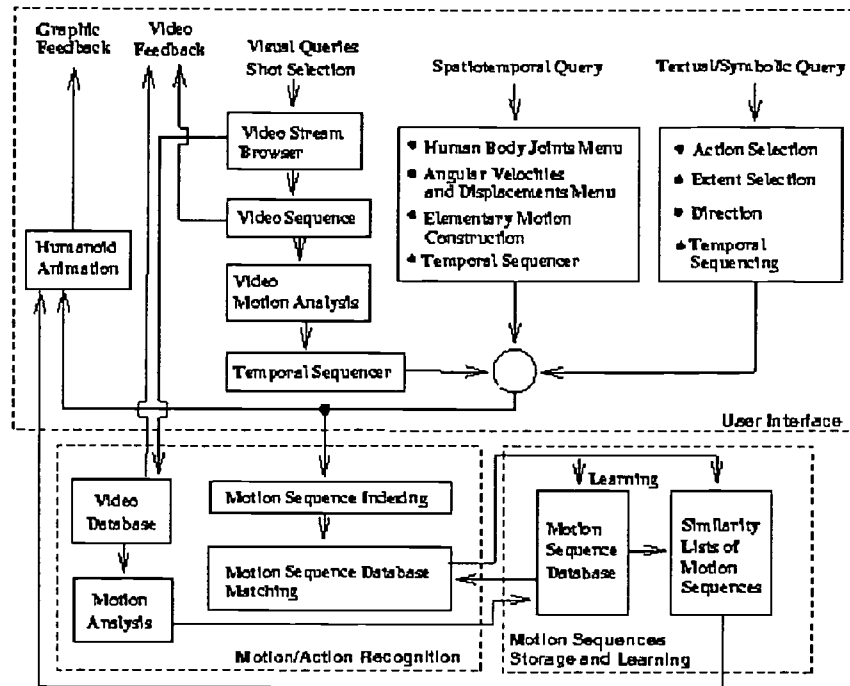 Graphic
Feedback
Video
Feedback
Visual Queries
Shot Selection
Spatiotemporal Query
Textual/Symbolic Query
Video Stream
Browser
Human Body Joints Menu
Angular Velocities
and Displacements Menu
Elementary Motion
Construction
Temporal Sequencer
Action Selection
Extent Selection
Direction
Temporal
Sequencing
Video Sequence
Humanoid
Animation
Video
Motion Analysis
Temporal Sequencer
User Interface
Video
Database
Motion Sequence Indexing
Learning
Motion
Sequence
Database
Similarity
Lists of
Motion
Sequences
Motion Sequence Database
Matching
Motion
Analysis
Motion/Action Recognition
Motion Sequences
Storage and Learning